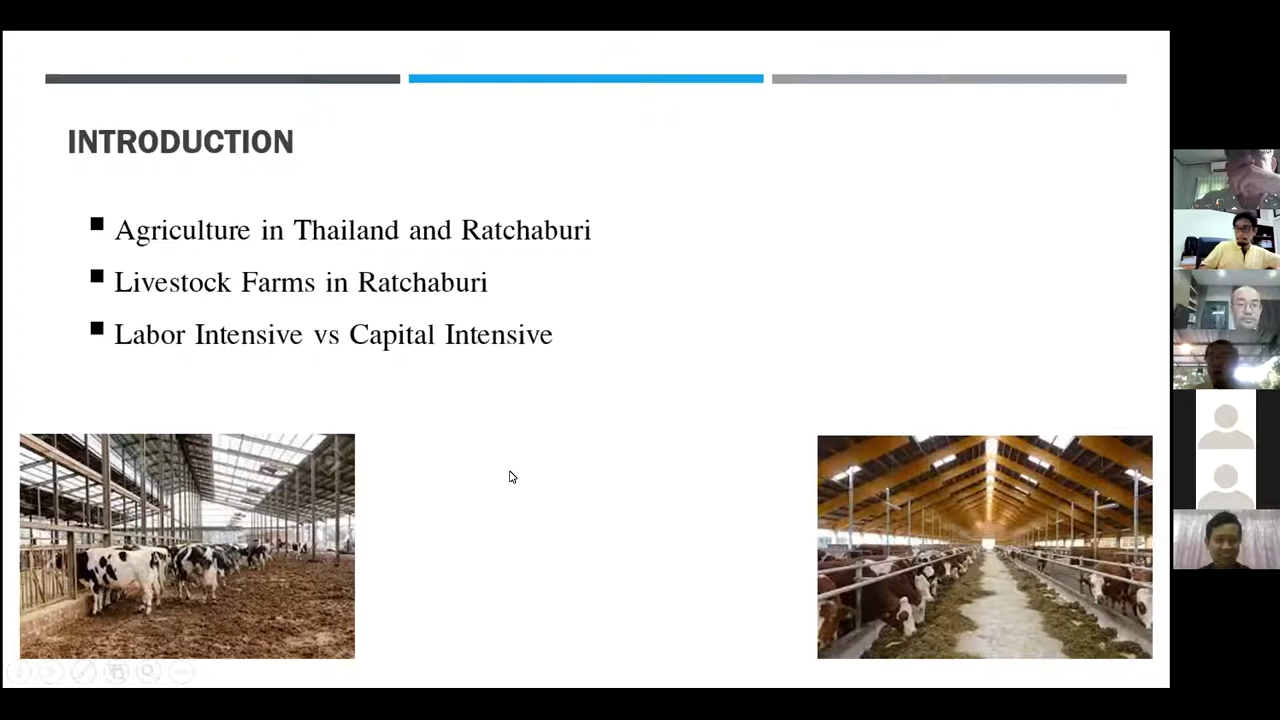 INTRODUCTION
Agriculture in Thailand and Ratchaburi
Livestock Farms in Ratchaburi
Labor Intensive vs Capital Intensive